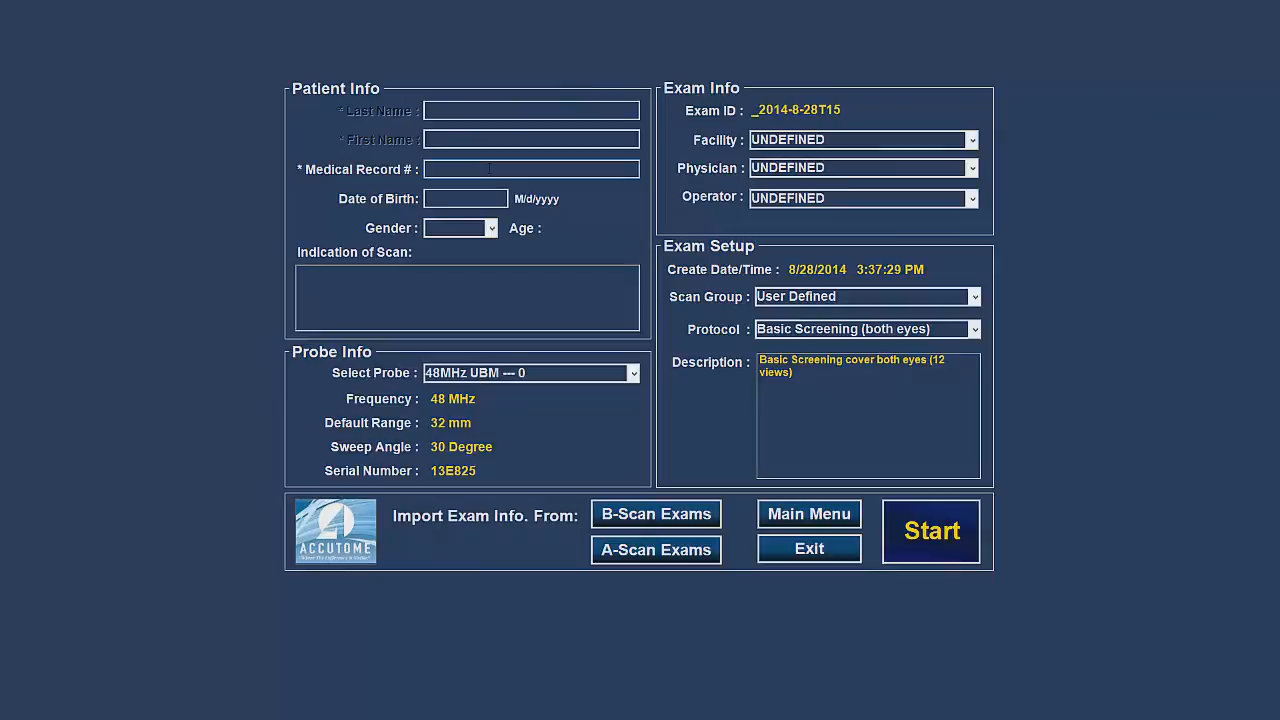 Patient Info
* Last Name :
* First Name :
* Medical Record # :
Date of Birth: M/d/yyyy
Gender : Age :
Indication of Scan:
Probe Info
Select Probe : 48MHz UBM --- 0
Frequency : 48 MHz
Default Range : 32 mm
Sweep Angle : 30 Degree
Serial Number : 13E825
Exam Info
Exam ID : _2014-8-28T15
Facility : UNDEFINED
Physician : UNDEFINED
Operator : UNDEFINED
Exam Setup
Create Date/Time : 8/28/2014 3:37:29 PM
Scan Group : User Defined
Protocol : Basic Screening (both eyes)
Description : Basic Screening cover both eyes (12
views)
ACCUTOME
Import Exam Info. From:
B-Scan Exams
A-Scan Exams
Main Menu
Exit
Start